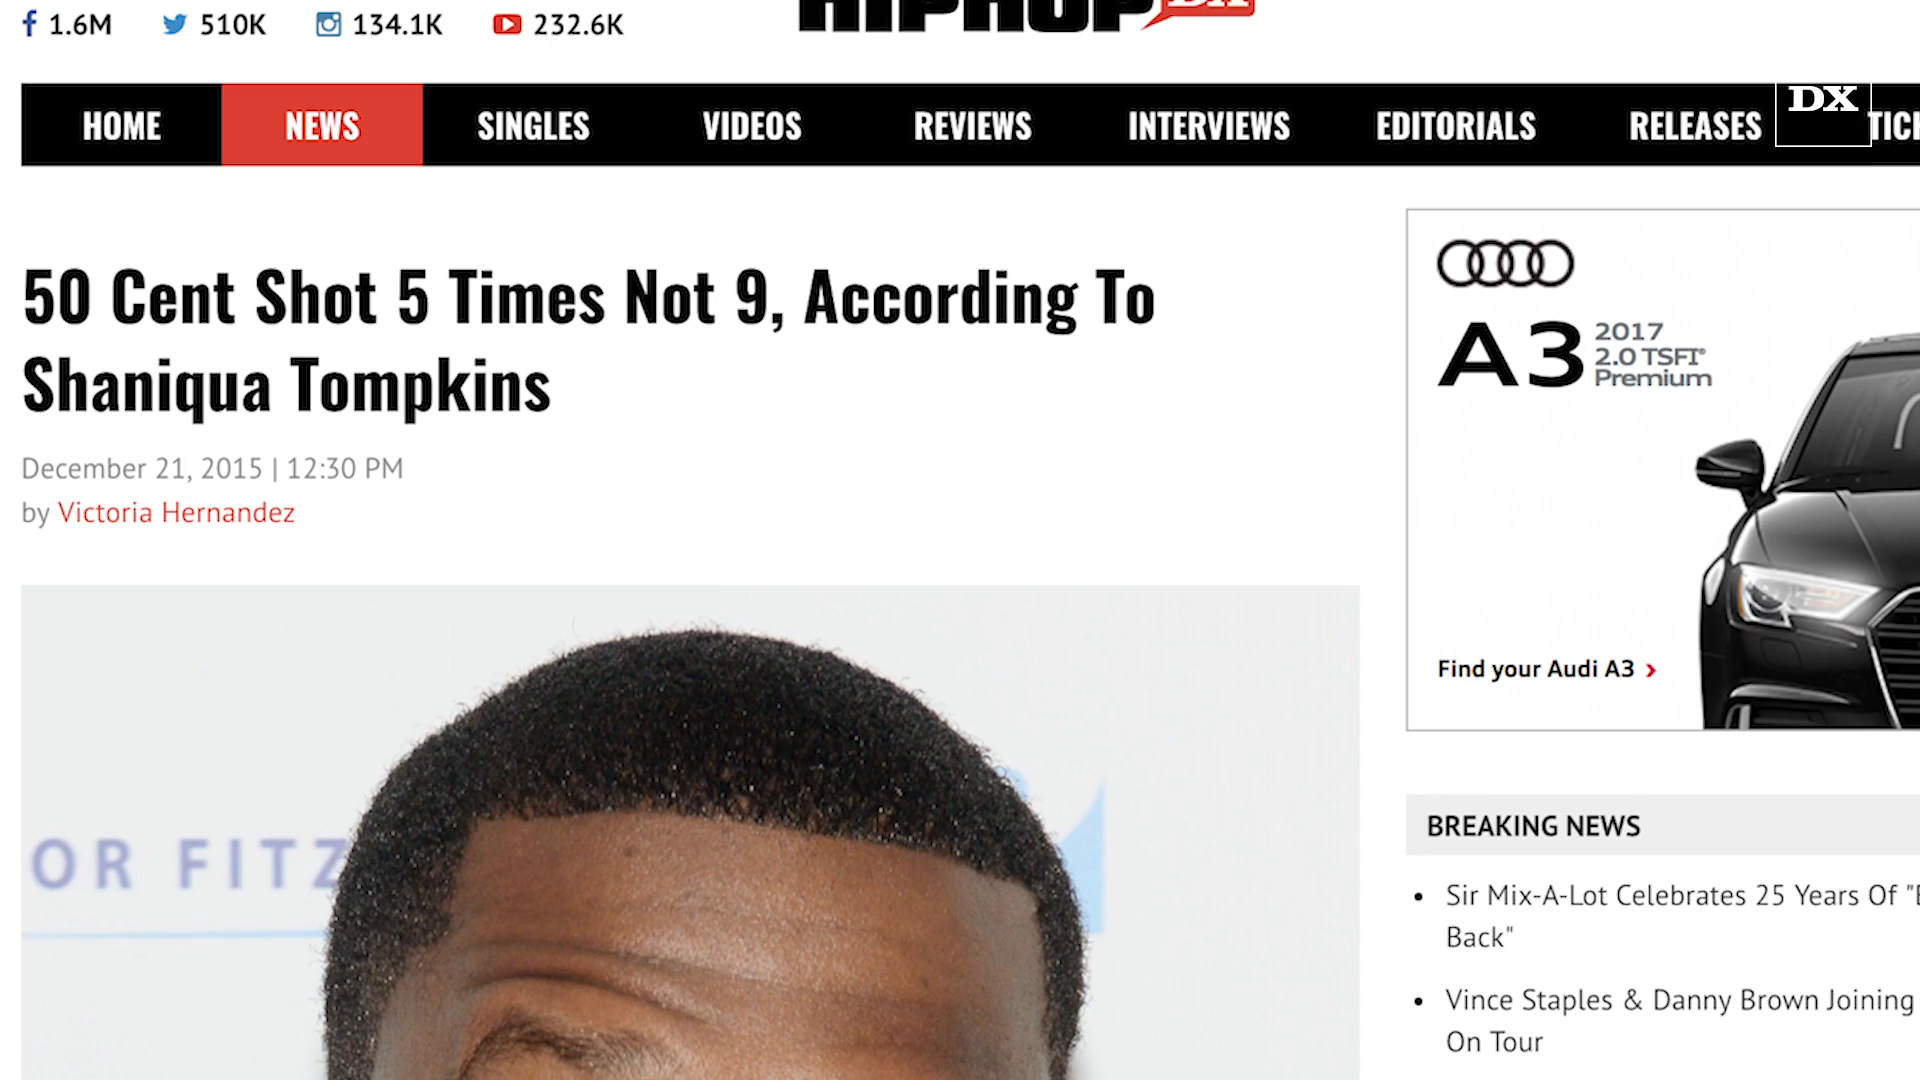 1.6M 510K 134.1K 232.6K
HIPHOP DX
HOME NEWS SINGLES VIDEOS REVIEWS INTERVIEWS EDITORIALS RELEASES
DX
50 Cent Shot 5 Times Not 9, According To
Shaniqua Tompkins
December 21, 2015 | 12:30 PM
by Victoria Hernandez
OR FITZ
A3 2017
2.0 TSFI®
Premium
Find your Audi A3 ›
BREAKING NEWS
• Sir Mix-A-Lot Celebrates 25 Years Of
Back"
• Vince Staples & Danny Brown Joining
On Tour